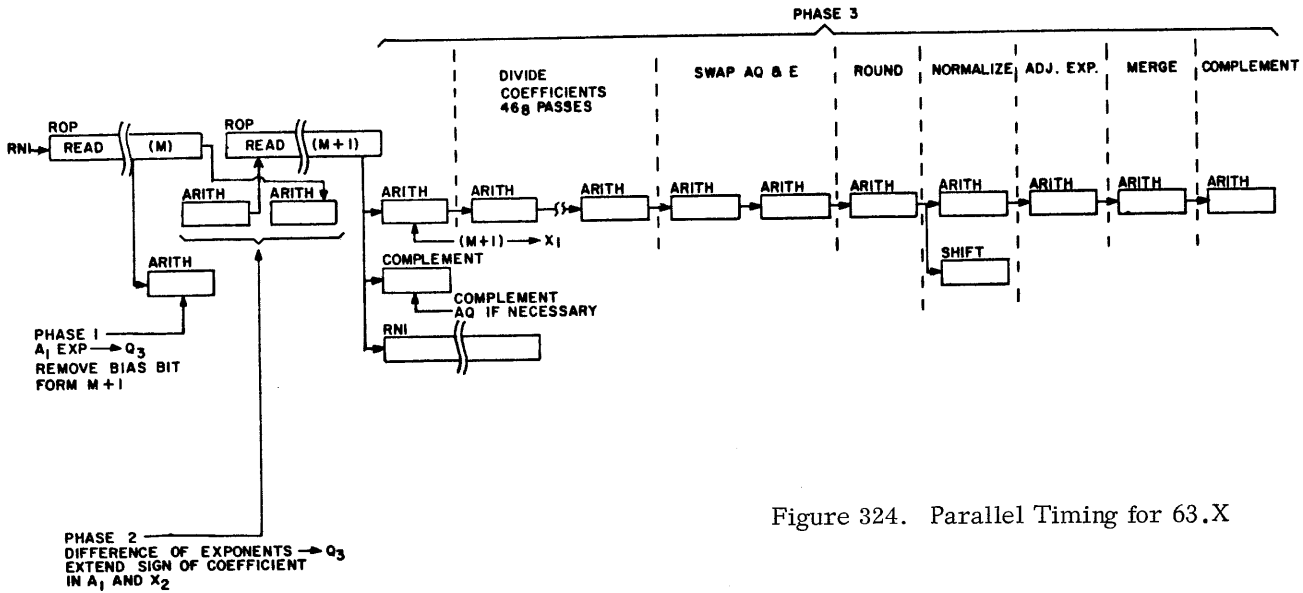 PHASE 3
DIVIDE
COEFFICIENTS
46₈ PASSES
SWAP AQ & E
ROUND
NORMALIZE
ADJ. EXP.
MERGE
COMPLEMENT
RNI
ROP
READ (M)
ROP
READ (M+1)
ARITH
ARITH
ARITH
ARITH
ARITH
ARITH
ARITH
ARITH
ARITH
ARITH
ARITH
ARITH
(M+1) → X₁
ARITH
COMPLEMENT
SHIFT
COMPLEMENT
AQ IF NECESSARY
RNI
PHASE 1
A₁ EXP → Q₃
REMOVE BIAS BIT
FORM M+1
Figure 324. Parallel Timing for 63.X
PHASE 2
DIFFERENCE OF EXPONENTS → Q₃
EXTEND SIGN OF COEFFICIENT
IN A₁ AND X₂